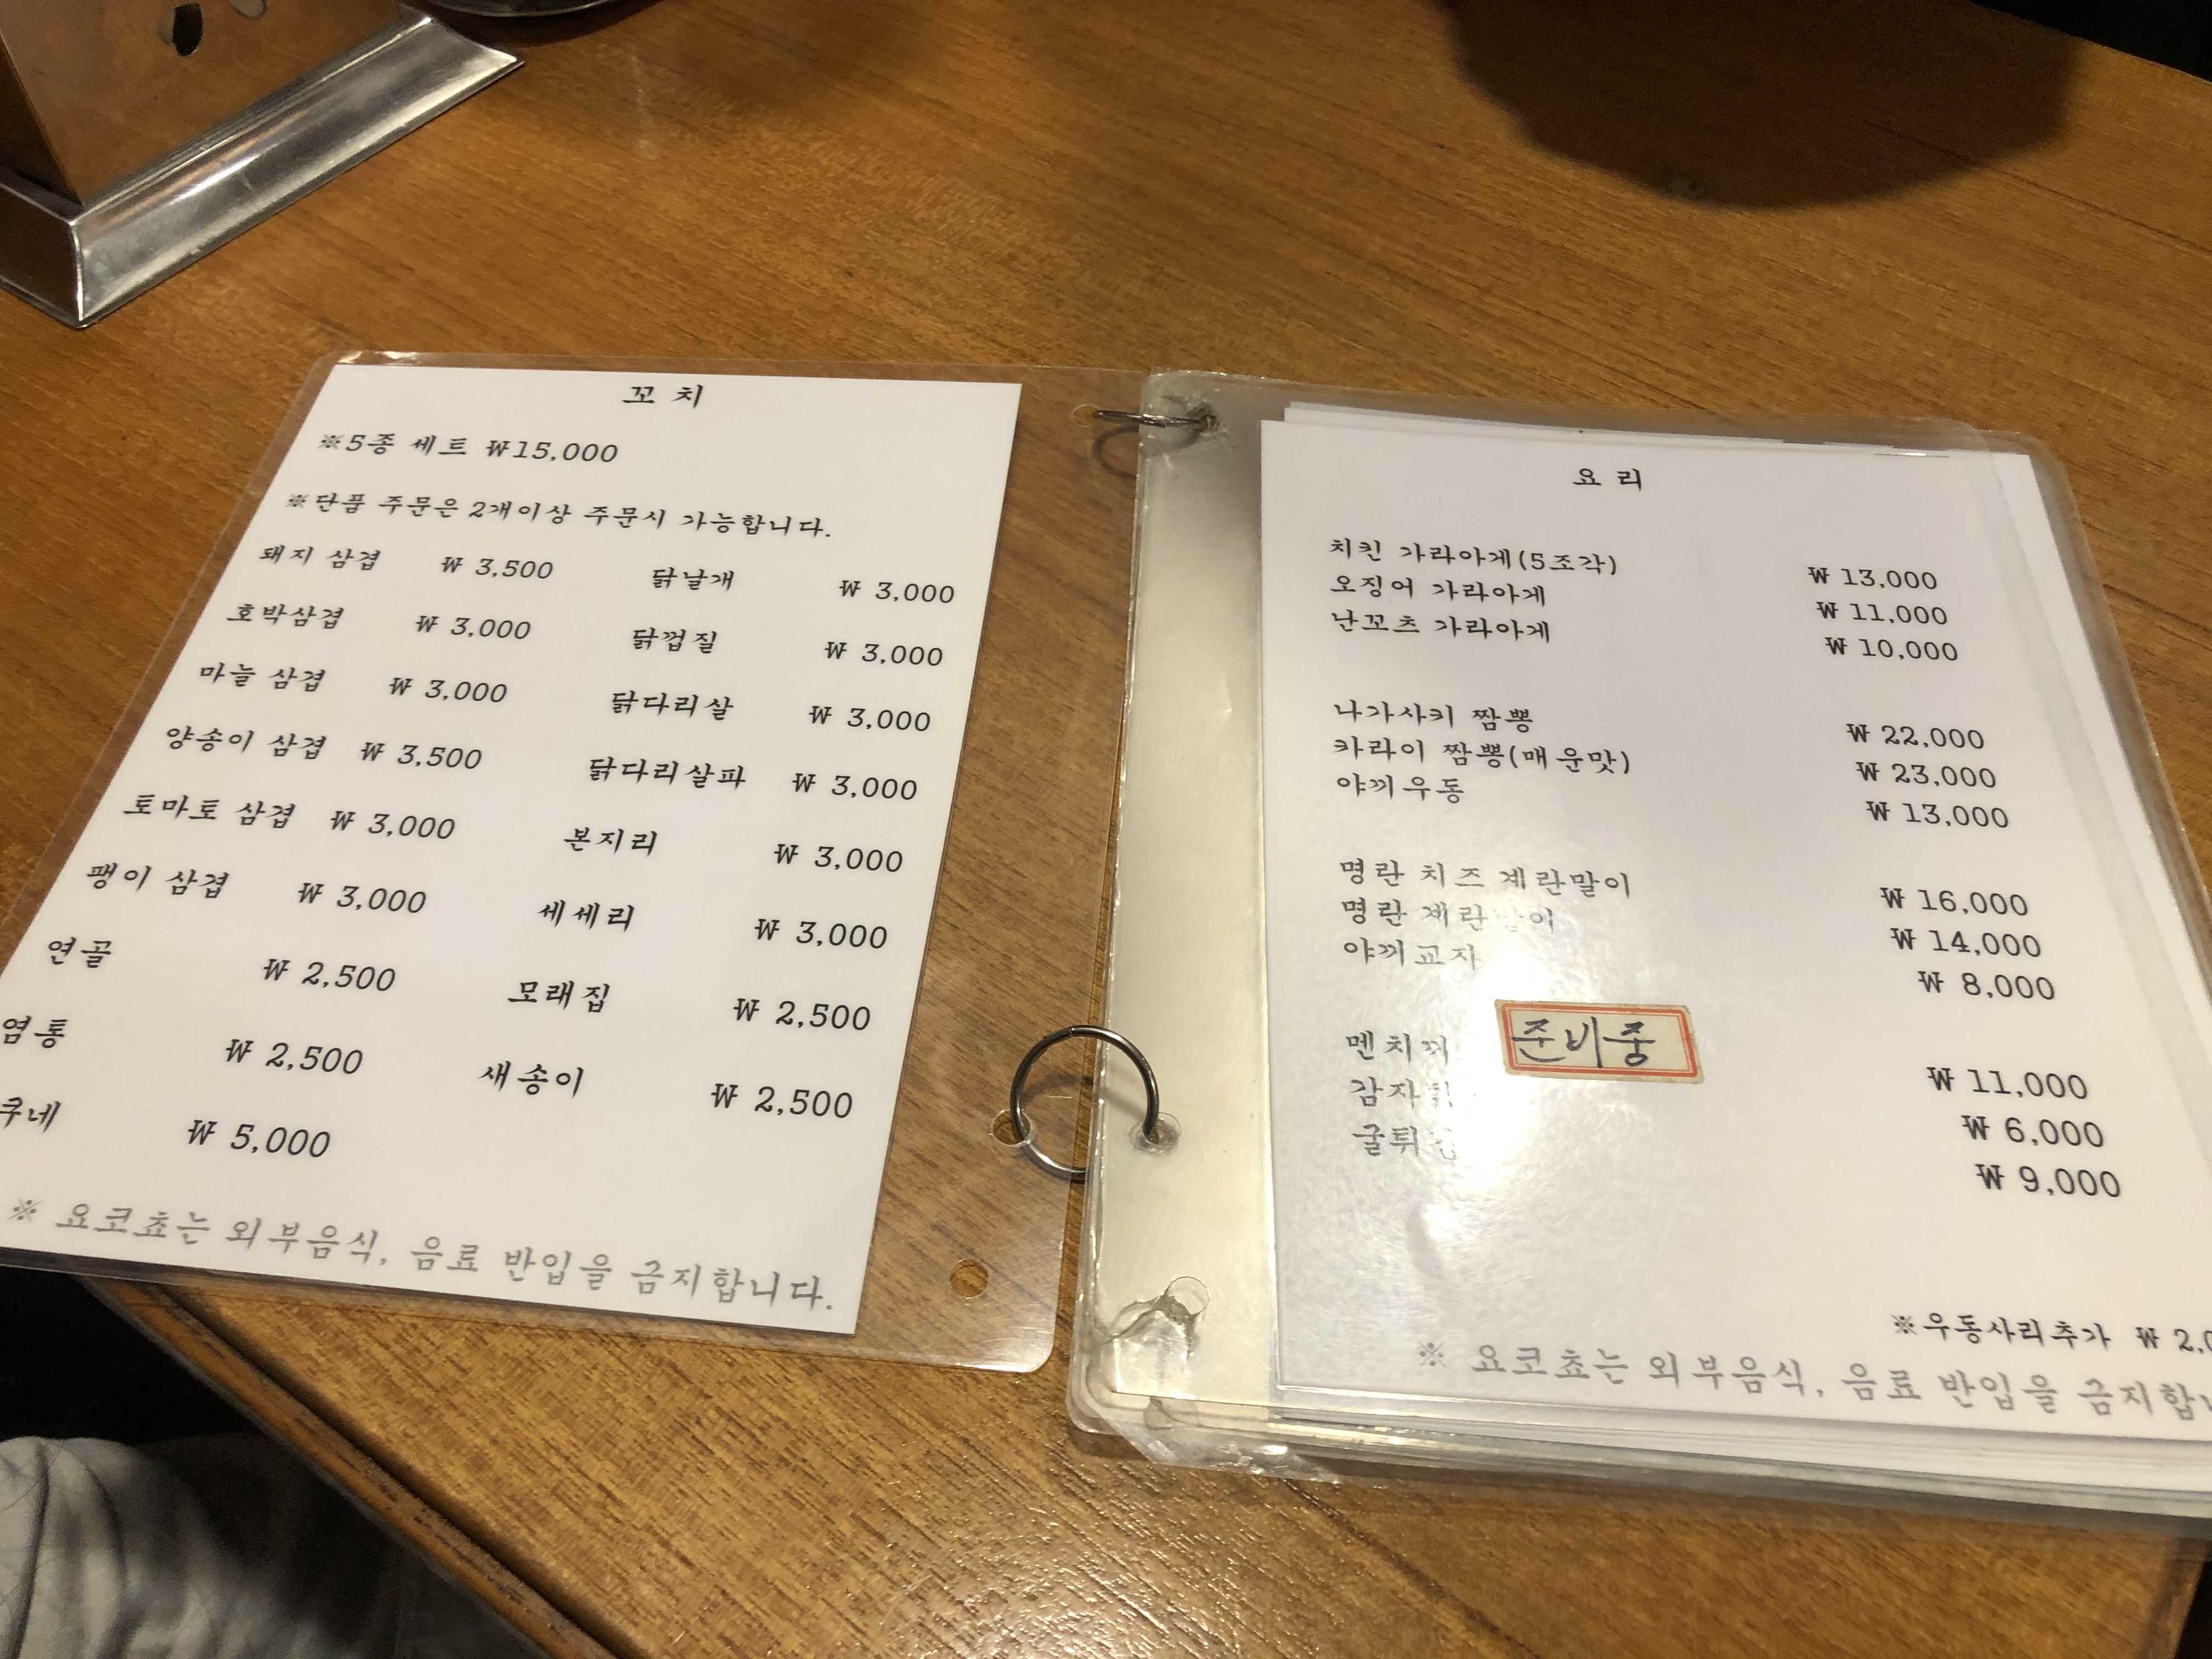 꼬치
※5종 세트 ₩15,000
※단품 주문은 2개이상 주문시 가능합니다.
돼지 삼겹 ₩ 3,500 닭날개 ₩ 3,000
호박삼겹 ₩ 3,000 닭껍질 ₩ 3,000
마늘 삼겹 ₩ 3,000 닭다리살 ₩ 3,000
양송이 삼겹 ₩ 3,500 닭다리살파 ₩ 3,000
토마토 삼겹 ₩ 3,000 본지리 ₩ 3,000
팽이 삼겹 ₩ 3,000 세세리 ₩ 3,000
연골 ₩ 2,500 모래집 ₩ 2,500
염통 ₩ 2,500 새송이 ₩ 2,500
쿠네 ₩ 5,000
※ 요코쵸는 외부음식, 음료 반입을 금지합니다.
요리
치킨 가라아게(5조각) ₩ 13,000
오징어 가라아게 ₩ 11,000
난꼬츠 가라아게 ₩ 10,000
나가사키 짬뽕 ₩ 22,000
카라이 짬뽕(매운맛) ₩ 23,000
야끼우동 ₩ 13,000
명란 치즈 계란말이 ₩ 16,000
명란 계란말이 ₩ 14,000
야끼교자 ₩ 8,000
준비중
₩ 11,000
₩ 6,000
₩ 9,000
※우동사리추가 ₩
※ 요코쵸는 외부음식, 음료 반입을